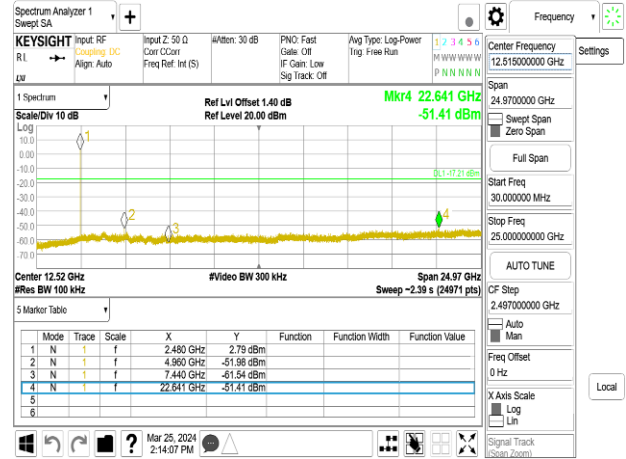 Spectrum Analyzer 1
Swept SA
Frequency
KEYSIGHT
RL
Input: RF
Coupling: DC
Align: Auto
Input Z: 50 Ω
Corr CCorr
Freq Ref: Int (S)
#Atten: 30 dB
PNO: Fast
Gate: Off
IF Gain: Low
Sig Track: Off
Avg Type: Log-Power
Trig: Free Run
1 2 3 4 5 6
M W W W W W
P N N N N N
1 Spectrum
Scale/Div 10 dB
Ref Lvl Offset 1.40 dB
Ref Level 20.00 dBm
Mkr4 22.641 GHz
-51.41 dBm
Log
10.0
0.00
-10.0
-20.0
-30.0
-40.0
-50.0
-60.0
-70.0
1
2
3
4
DL1 -17.21 dBm
Center 12.52 GHz
#Res BW 100 kHz
#Video BW 300 kHz
Span 24.97 GHz
Sweep ~2.39 s (24971 pts)
5 Marker Table
Mode Trace Scale X Y Function Function Width Function Value
1 N 1 f 2.480 GHz 2.79 dBm
2 N 1 f 4.960 GHz -51.98 dBm
3 N 1 f 7.440 GHz -61.54 dBm
4 N 1 f 22.641 GHz -51.41 dBm
5
6
Mar 25, 2024
2:14:07 PM
Center Frequency
12.515000000 GHz
Settings
Span
24.9700000 GHz
Swept Span
Zero Span
Full Span
Start Freq
30.000000 MHz
Stop Freq
25.000000000 GHz
AUTO TUNE
CF Step
2.497000000 GHz
Auto
Man
Freq Offset
0 Hz
X Axis Scale
Log
Lin
Local
Signal Track
(Span Zoom)